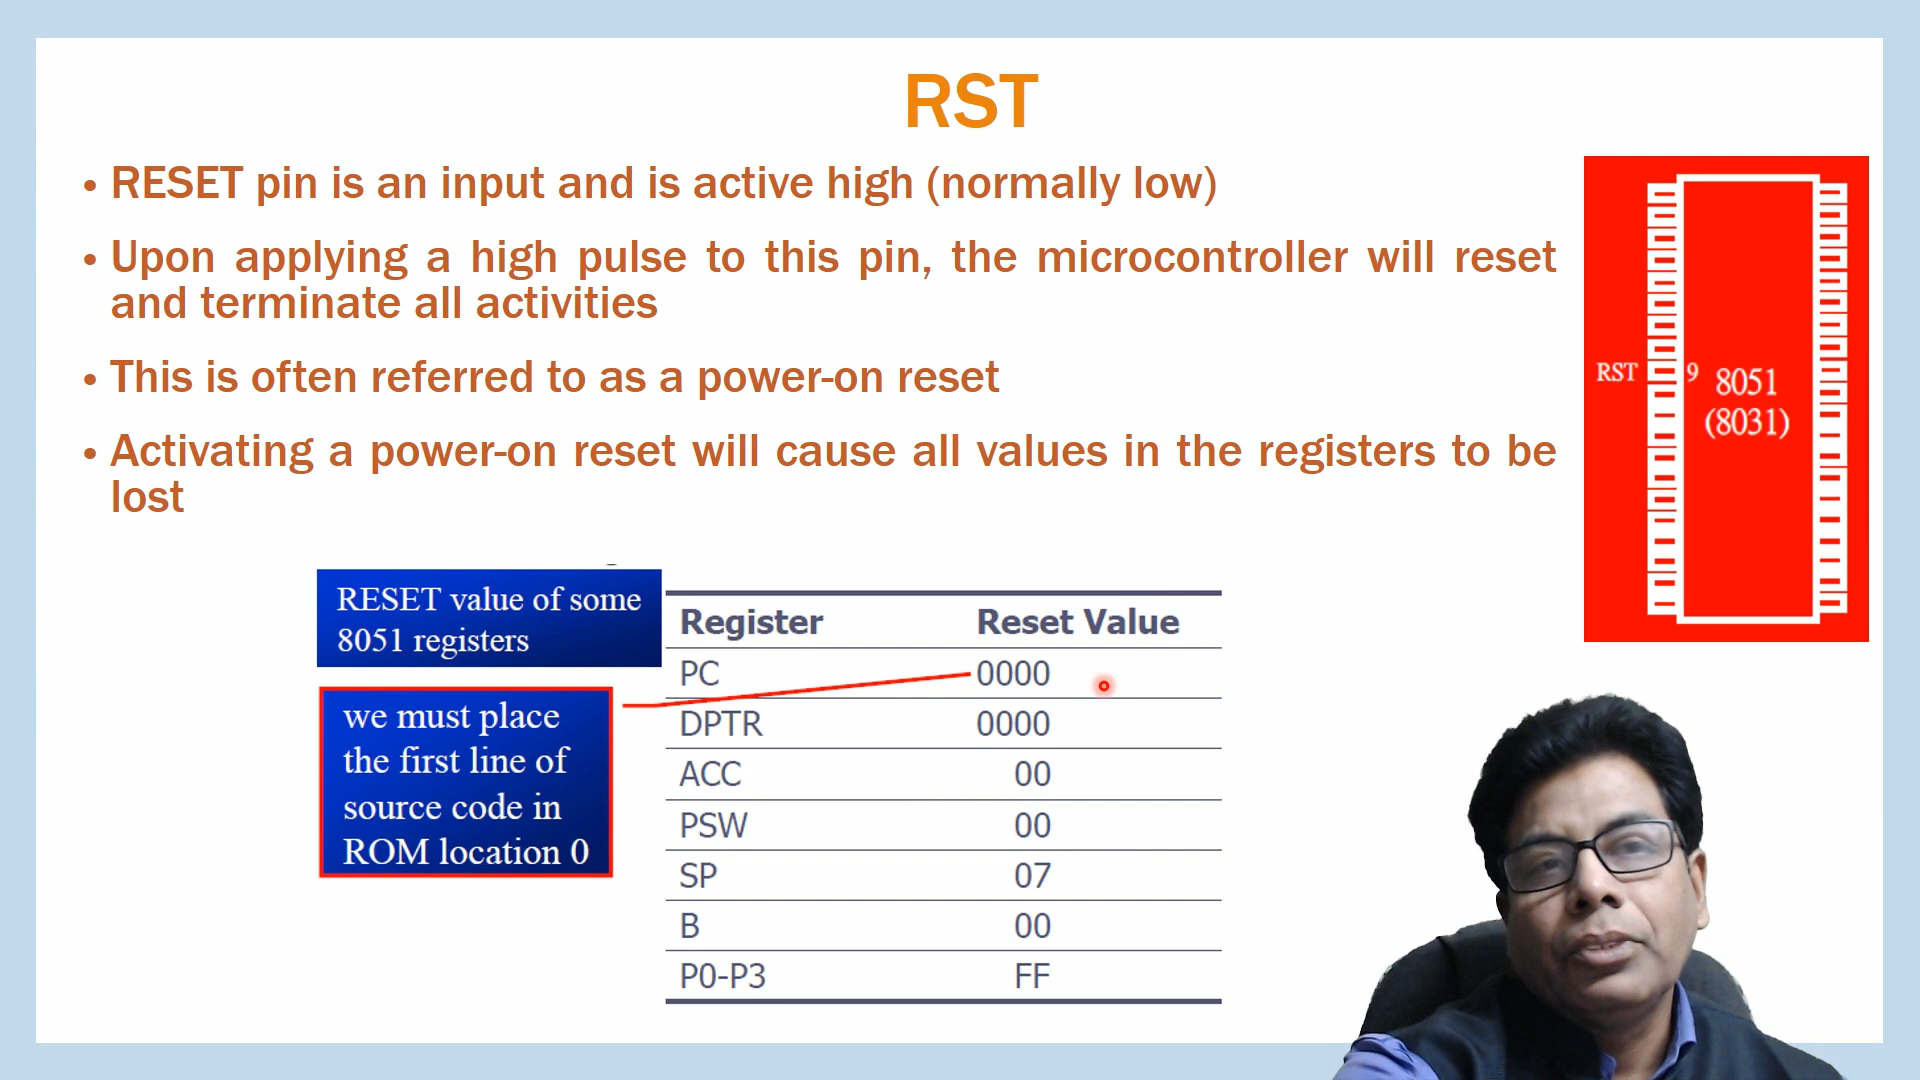 RST
• RESET pin is an input and is active high (normally low)
• Upon applying a high pulse to this pin, the microcontroller will reset
and terminate all activities
• This is often referred to as a power-on reset
• Activating a power-on reset will cause all values in the registers to be
lost
RST 9 8051
(8031)
RESET value of some
8051 registers
we must place
the first line of
source code in
ROM location 0
Register Reset Value
PC 0000
DPTR 0000
ACC 00
PSW 00
SP 07
B 00
P0-P3 FF